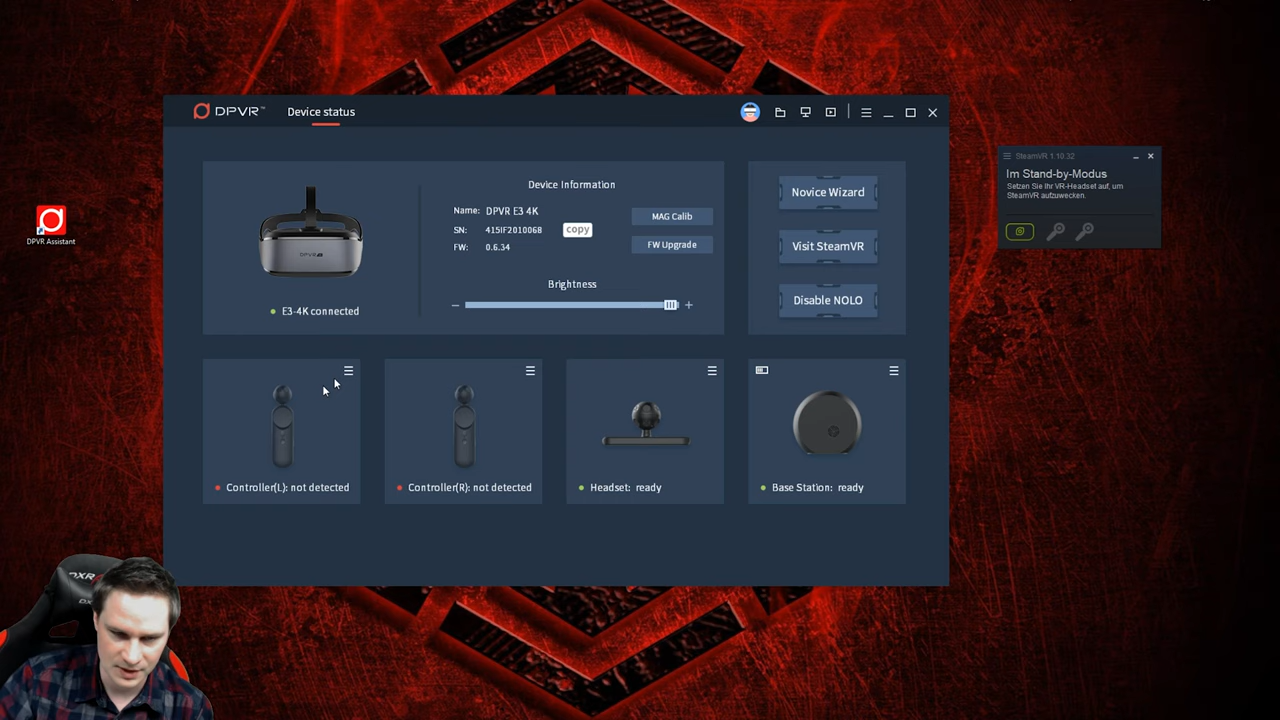 DPVR™
Device status
DPVR Assistant
Device Information
Name: DPVR E3 4K
SN: 415IF2010068
copy
FW: 0.6.34
MAG Calib
FW Upgrade
Brightness
E3-4K connected
Novice Wizard
Visit SteamVR
Disable NOLO
SteamVR 1.10.32
Im Stand-by-Modus
Setzen Sie Ihr VR-Headset auf, um
SteamVR aufzuwecken.
Controller(L): not detected
Controller(R): not detected
Headset: ready
Base Station: ready